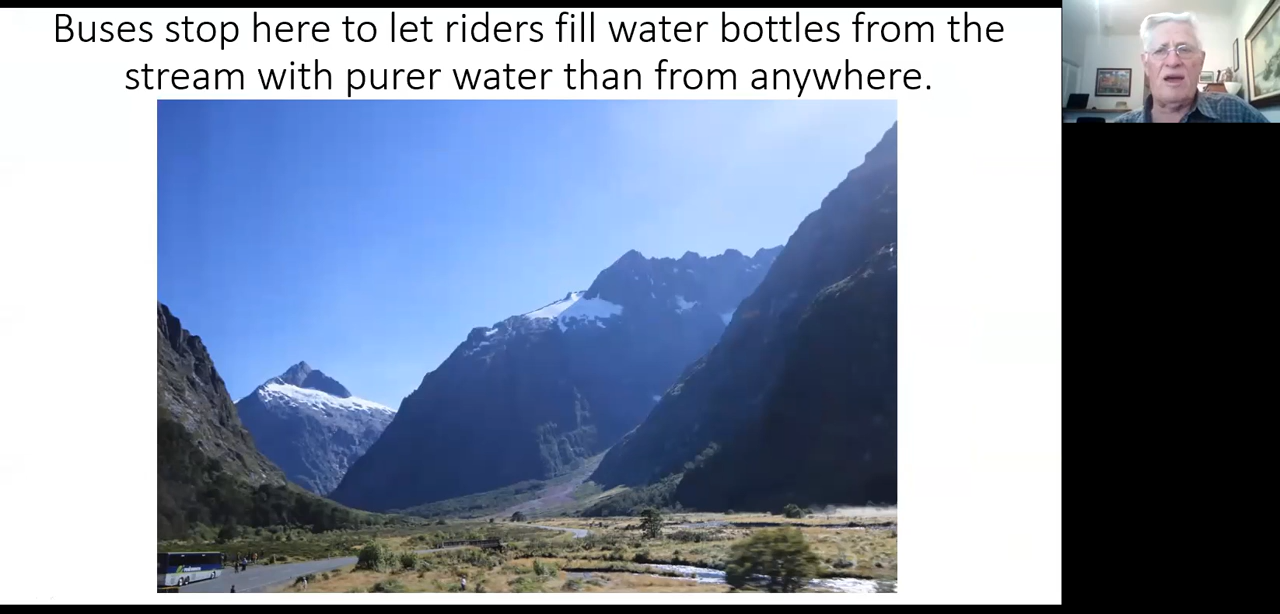 Buses stop here to let riders fill water bottles from the
stream with purer water than from anywhere.